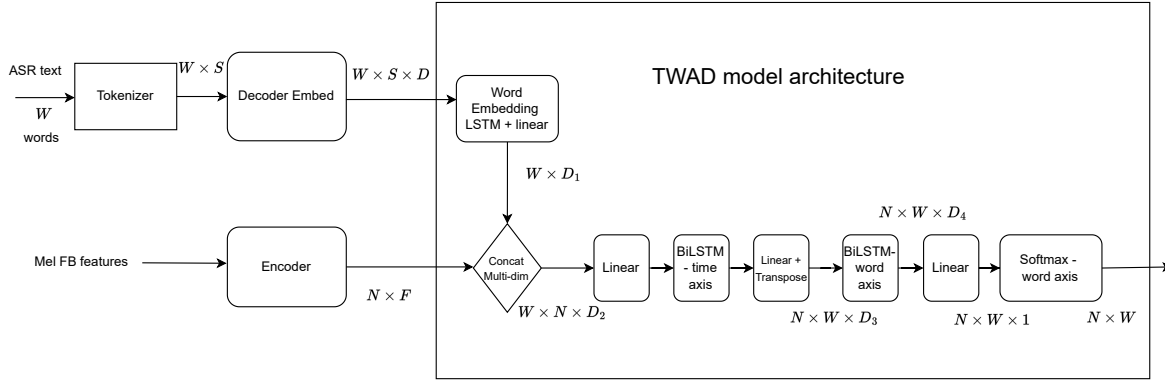 TWAD model architecture
ASR text
W
words
Tokenizer
W × S
Decoder Embed
W × S × D
Word
Embedding
LSTM + linear
W × D₁
Mel FB features
Encoder
N × F
Concat
Multi-dim
W × N × D₂
Linear
BiLSTM
- time
axis
Linear +
Transpose
N × W × D₃
BiLSTM-
word
axis
N × W × D₄
Linear
N × W × 1
Softmax -
word axis
N × W